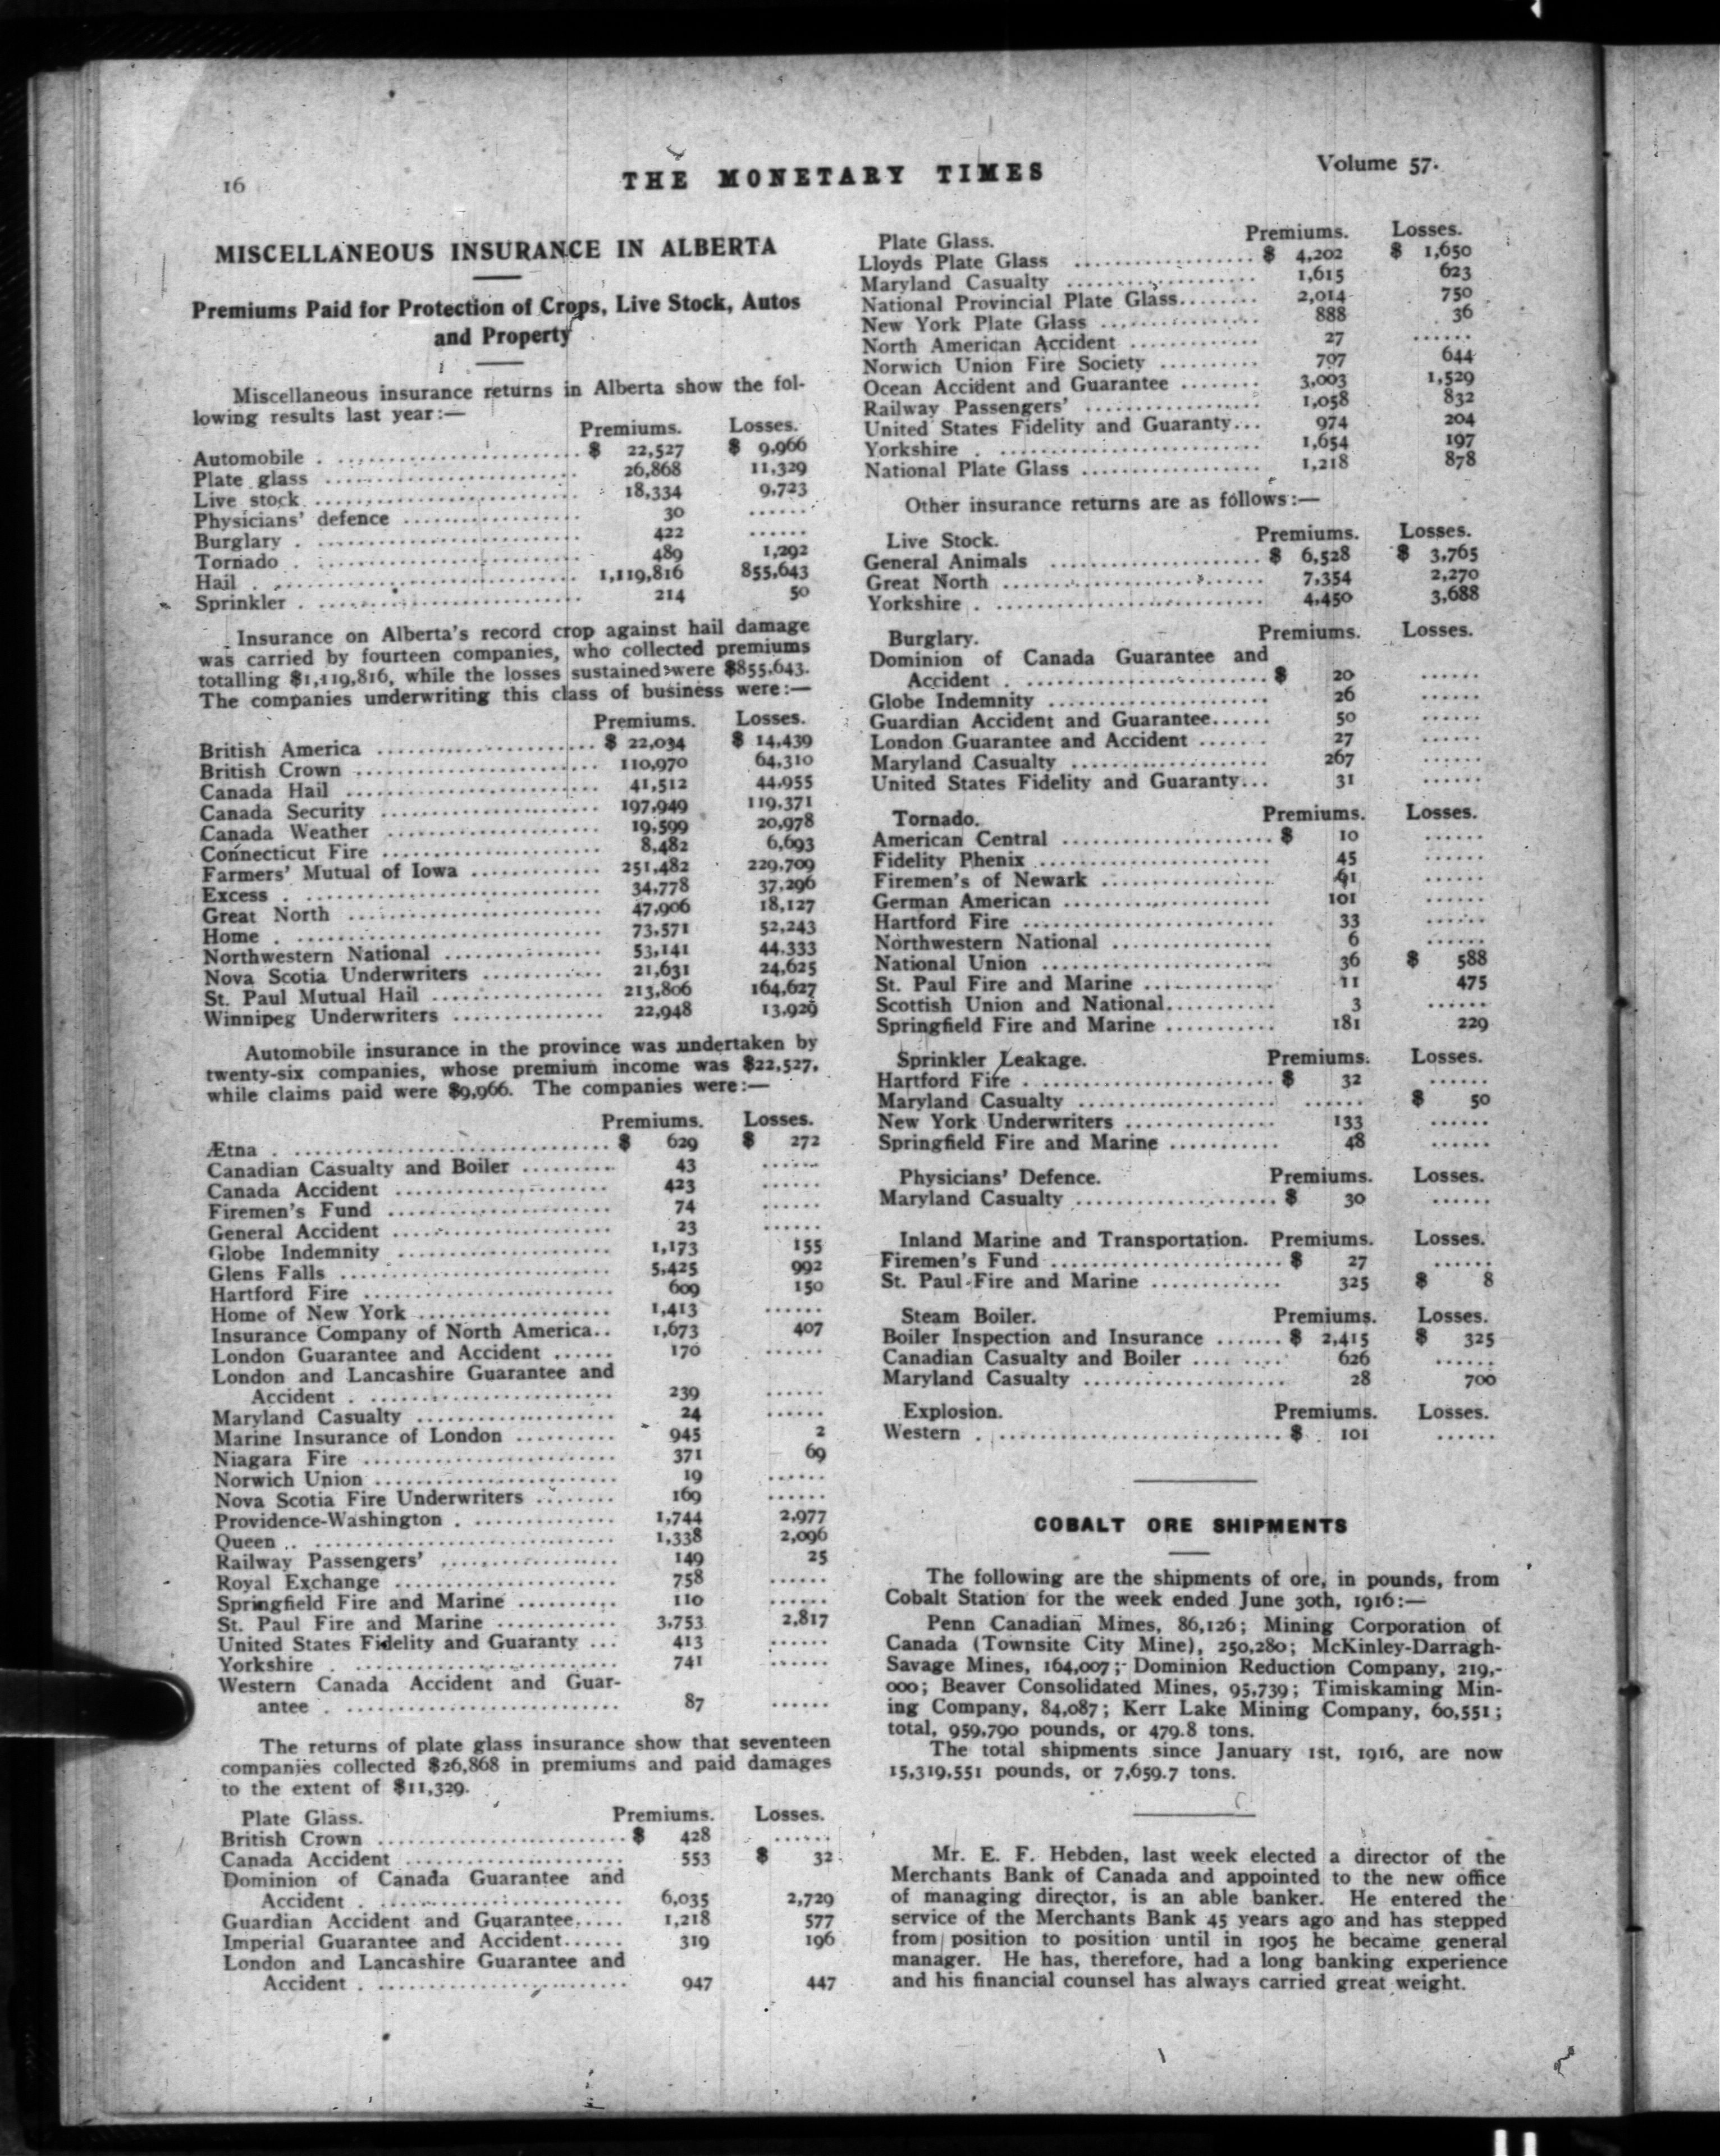 16
THE MONETARY TIMES
Volume 57.
MISCELLANEOUS INSURANCE IN ALBERTA
Premiums Paid for Protection of Crops, Live Stock, Autos
and Property
Miscellaneous insurance returns in Alberta show the fol-
lowing results last year:—
Premiums. Losses.
Automobile . .......................... $ 22,527 $ 9,966
Plate glass .......................... 26,868 11,329
Live stock .......................... 18,334 9,723
Physicians' defence .................. 30 ......
Burglary . .......................... 422 ......
Tornado . .......................... 489 1,292
Hail . .............................. 1,119,816 855,643
Sprinkler . .......................... 214 50
Insurance on Alberta's record crop against hail damage
was carried by fourteen companies, who collected premiums
totalling $1,119,816, while the losses sustained were $855,643.
The companies underwriting this class of business were:—
Premiums. Losses.
British America ...................... $ 22,034 $ 14,439
British Crown ........................ 110,970 64,310
Canada Hail .......................... 41,512 44,955
Canada Security ...................... 197,949 119,371
Canada Weather ...................... 19,599 20,978
Connecticut Fire ...................... 8,482 6,693
Farmers' Mutual of Iowa ............. 251,482 229,709
Excess . ............................ 34,778 37,296
Great North .......................... 47,906 18,127
Home . .............................. 73,571 52,243
Northwestern National ................ 53,141 44,333
Nova Scotia Underwriters ............ 21,631 24,625
St. Paul Mutual Hail ................. 213,806 164,627
Winnipeg Underwriters ............... 22,948 13,929
Automobile insurance in the province was undertaken by
twenty-six companies, whose premium income was $22,527,
while claims paid were $9,966. The companies were:—
Premiums. Losses.
Ætna . .............................. $ 629 $ 272
Canadian Casualty and Boiler .......... 43 ......
Canada Accident ...................... 423 ......
Firemen's Fund ...................... 74 ......
General Accident ...................... 23 ......
Globe Indemnity ...................... 1,173 155
Glens Falls .......................... 5,425 992
Hartford Fire ........................ 609 150
Home of New York .................... 1,413 ......
Insurance Company of North America.. 1,673 407
London Guarantee and Accident ...... 170 ......
London and Lancashire Guarantee and
Accident . .......................... 239 ......
Maryland Casualty .................... 24 ......
Marine Insurance of London .......... 945 2
Niagara Fire ........................ 371 69
Norwich Union ........................ 19 ......
Nova Scotia Fire Underwriters ........ 169 ......
Providence-Washington . .............. 1,744 2,977
Queen .. ............................ 1,338 2,096
Railway Passengers' .................. 149 25
Royal Exchange ...................... 758 ......
Springfield Fire and Marine .......... 110 ......
St. Paul Fire and Marine ............ 3,753 2,817
United States Fidelity and Guaranty ... 413 ......
Yorkshire . .......................... 741 ......
Western Canada Accident and Guar-
antee . ............................ 87 ......
The returns of plate glass insurance show that seventeen
companies collected $26,868 in premiums and paid damages
to the extent of $11,329.
Plate Glass. Premiums. Losses.
British Crown ........................ $ 428 ......
Canada Accident ...................... 553 $ 32
Dominion of Canada Guarantee and
Accident . .......................... 6,035 2,729
Guardian Accident and Guarantee..... 1,218 577
Imperial Guarantee and Accident...... 319 196
London and Lancashire Guarantee and
Accident . .......................... 947 447
Plate Glass. Premiums. Losses.
Lloyds Plate Glass .................. $ 4,202 $ 1,650
Maryland Casualty .................... 1,615 623
National Provincial Plate Glass........ 2,014 750
New York Plate Glass ................ 888 36
North American Accident ............. 27 ......
Norwich Union Fire Society .......... 797 644
Ocean Accident and Guarantee ........ 3,003 1,529
Railway Passengers' .................. 1,058 832
United States Fidelity and Guaranty... 974 204
Yorkshire . .......................... 1,654 197
National Plate Glass .................. 1,218 878
Other insurance returns are as follows:—
Live Stock. Premiums. Losses.
General Animals ...................... $ 6,528 $ 3,765
Great North .......................... 7,354 2,270
Yorkshire . .......................... 4,450 3,688
Burglary. Premiums. Losses.
Dominion of Canada Guarantee and
Accident . .......................... $ 20 ......
Globe Indemnity ...................... 26 ......
Guardian Accident and Guarantee...... 50 ......
London Guarantee and Accident ....... 27 ......
Maryland Casualty .................... 267 ......
United States Fidelity and Guaranty... 31 ......
Tornado. Premiums. Losses.
American Central ...................... $ 10 ......
Fidelity Phenix ........................ 45 ......
Firemen's of Newark .................. 61 ......
German American ...................... 101 ......
Hartford Fire ........................ 33 ......
Northwestern National ................ 6 ......
National Union ........................ 36 $ 588
St. Paul Fire and Marine ............. 11 475
Scottish Union and National........... 3 ......
Springfield Fire and Marine ........... 181 229
Sprinkler Leakage. Premiums. Losses.
Hartford Fire . ........................ $ 32 ......
Maryland Casualty .................... ...... $ 50
New York Underwriters ............... 133 ......
Springfield Fire and Marine ........... 48 ......
Physicians' Defence. Premiums. Losses.
Maryland Casualty .................... $ 30 ......
Inland Marine and Transportation. Premiums. Losses.
Firemen's Fund ...................... $ 27 ......
St. Paul Fire and Marine ............. 325 $ 8
Steam Boiler. Premiums. Losses.
Boiler Inspection and Insurance ....... $ 2,415 $ 325
Canadian Casualty and Boiler ......... 626 ......
Maryland Casualty .................... 28 700
Explosion. Premiums. Losses.
Western . ............................ $ 101 ......
COBALT ORE SHIPMENTS
The following are the shipments of ore, in pounds, from
Cobalt Station for the week ended June 30th, 1916:—
Penn Canadian Mines, 86,126; Mining Corporation of
Canada (Townsite City Mine), 250,280; McKinley-Darragh-
Savage Mines, 164,007; Dominion Reduction Company, 219,-
000; Beaver Consolidated Mines, 95,739; Timiskaming Min-
ing Company, 84,087; Kerr Lake Mining Company, 60,551;
total, 959,790 pounds, or 479.8 tons.
The total shipments since January 1st, 1916, are now
15,319,551 pounds, or 7,659.7 tons.
Mr. E. F. Hebden, last week elected a director of the
Merchants Bank of Canada and appointed to the new office
of managing director, is an able banker. He entered the
service of the Merchants Bank 45 years ago and has stepped
from position to position until in 1905 he became general
manager. He has, therefore, had a long banking experience
and his financial counsel has always carried great weight.